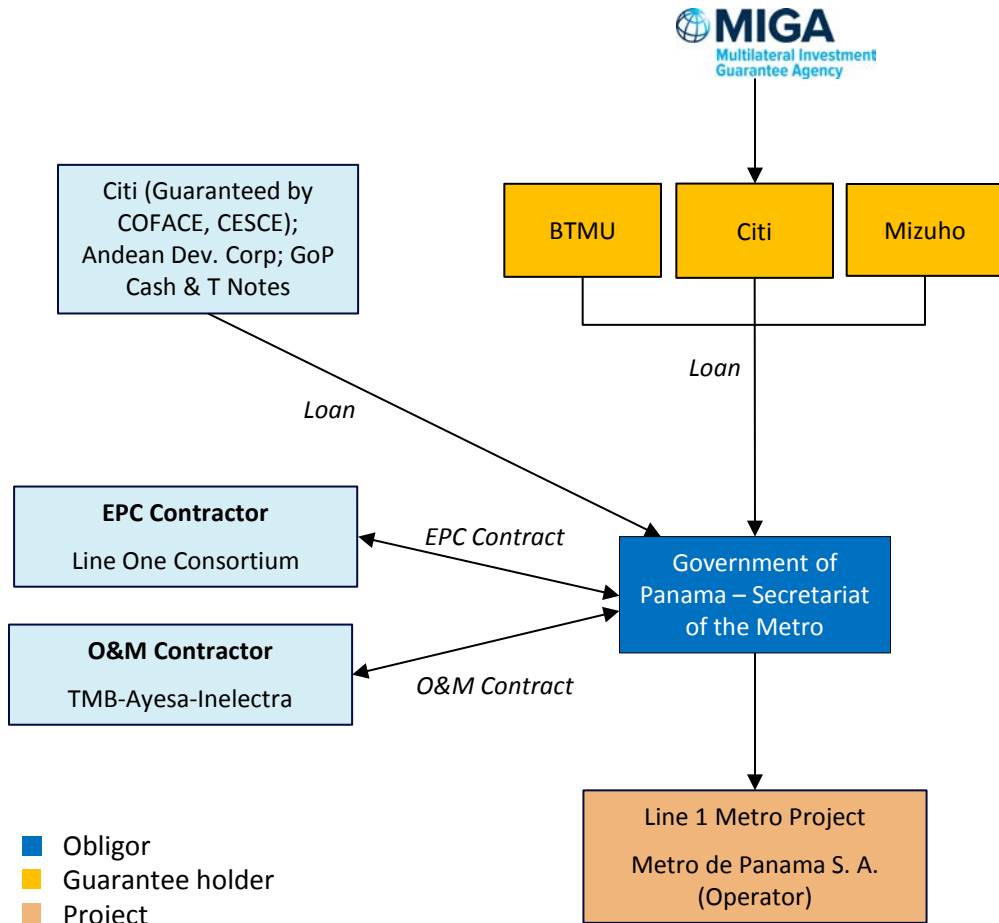 MIGA
Multilateral Investment
Guarantee Agency
Citi (Guaranteed by
COFACE, CESCE);
Andean Dev. Corp; GoP
Cash & T Notes
BTMU
Citi
Mizuho
Loan
Loan
EPC Contractor
Line One Consortium
EPC Contract
Government of
Panama – Secretariat
of the Metro
O&M Contractor
TMB-Ayesa-Inelectra
O&M Contract
Line 1 Metro Project
Metro de Panama S. A.
(Operator)
Obligor
Guarantee holder
Project